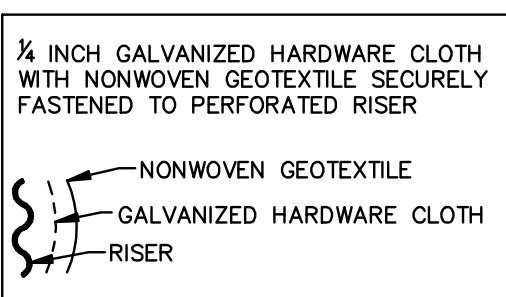 ¼ INCH GALVANIZED HARDWARE CLOTH
WITH NONWOVEN GEOTEXTILE SECURELY
FASTENED TO PERFORATED RISER
NONWOVEN GEOTEXTILE
GALVANIZED HARDWARE CLOTH
RISER